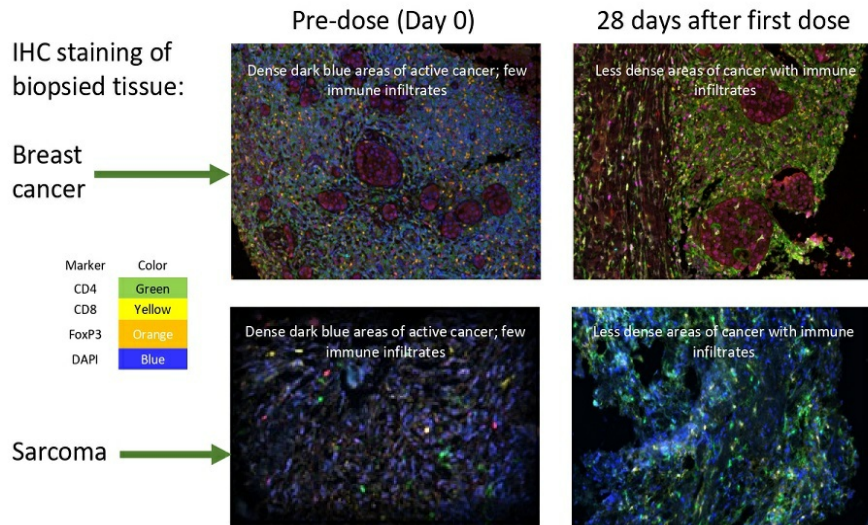 Pre-dose (Day 0)
28 days after first dose
IHC staining of
biopsied tissue:
Dense dark blue areas of active cancer; few
immune infiltrates
Less dense areas of cancer with immune
infiltrates
Breast
cancer
Marker Color
CD4 Green
CD8 Yellow
FoxP3 Orange
DAPI Blue
Dense dark blue areas of active cancer; few
immune infiltrates
Less dense areas of cancer with immune
infiltrates
Sarcoma